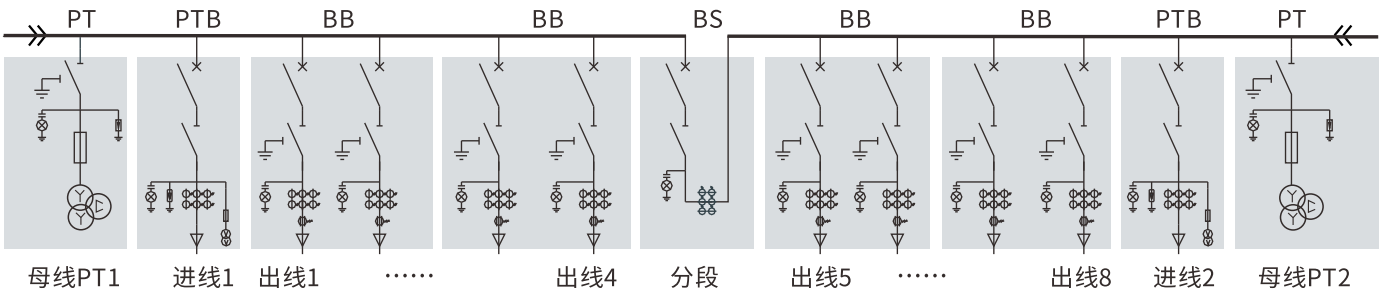 PT PTB BB BB BS BB BB PTB PT
母线PT1 进线1 出线1 ...... 出线4 分段 出线5 ...... 出线8 进线2 母线PT2